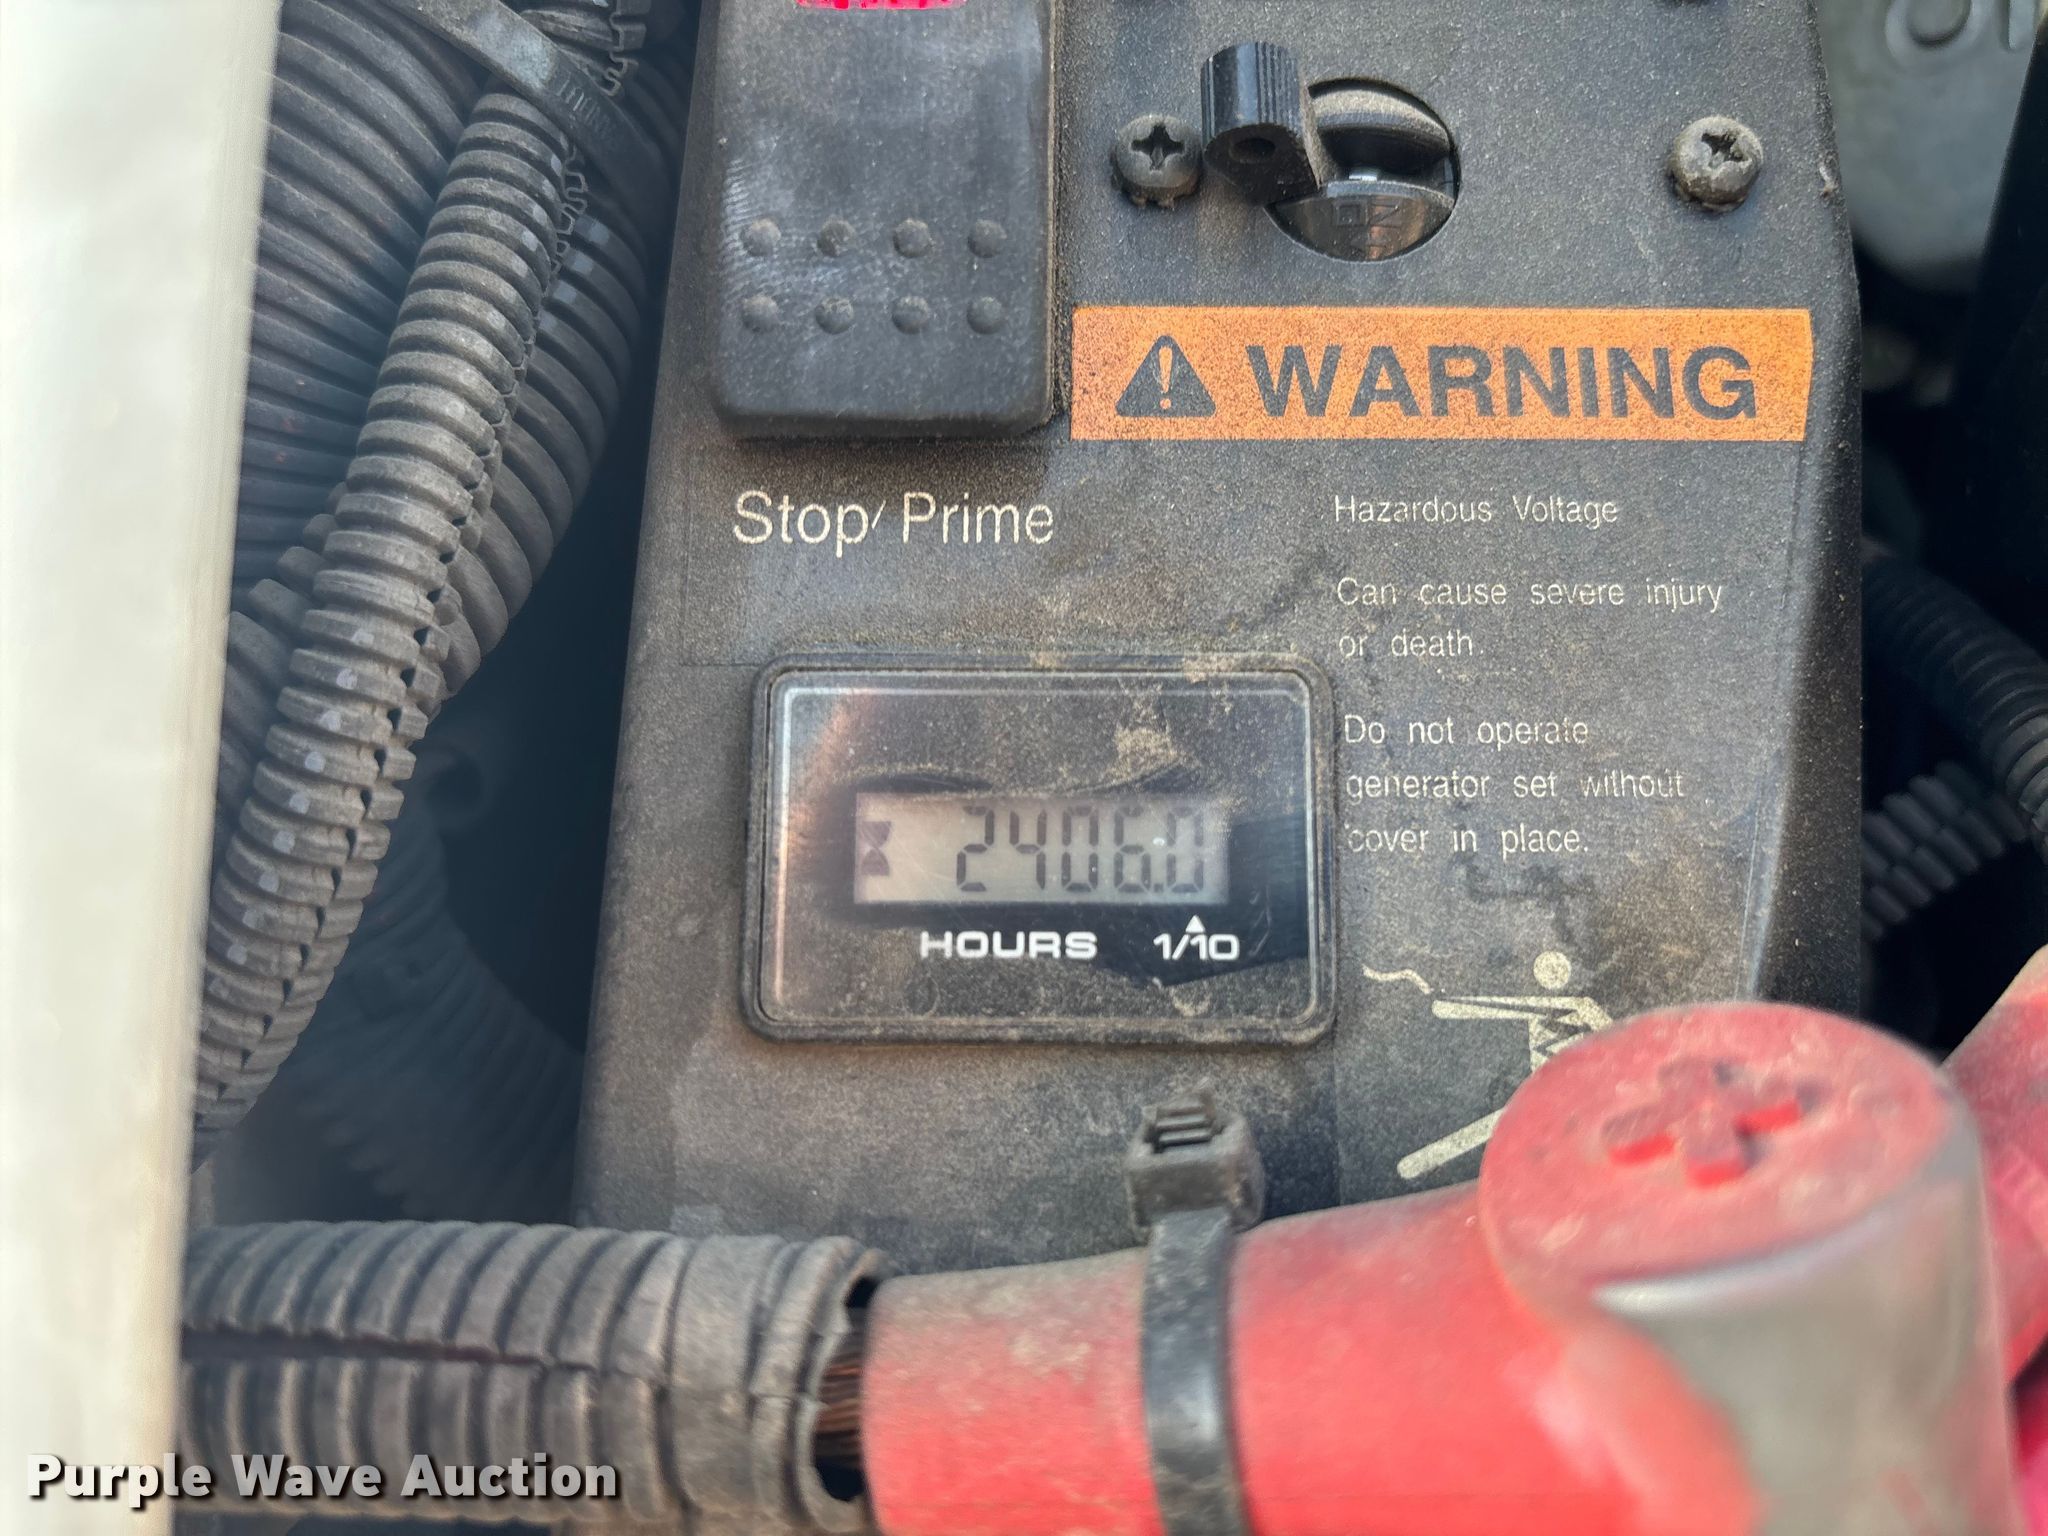 WARNING
Stop/Prime
Hazardous Voltage
Can cause severe injury
or death.
Do not operate
generator set without
cover in place.
2406.0
HOURS 1/10
Purple Wave Auction